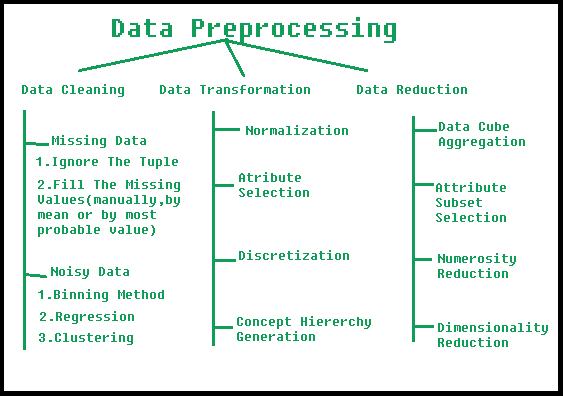 Data Preprocessing
Data Cleaning
Missing Data
1.Ignore The Tuple
2.Fill The Missing
Values(manually,by
mean or by most
probable value)
Noisy Data
1.Binning Method
2.Regression
3.Clustering
Data Transformation
Normalization
Atribute
Selection
Discretization
Concept Hiererchy
Generation
Data Reduction
Data Cube
Aggregation
Attribute
Subset
Selection
Numerosity
Reduction
Dimensionality
Reduction